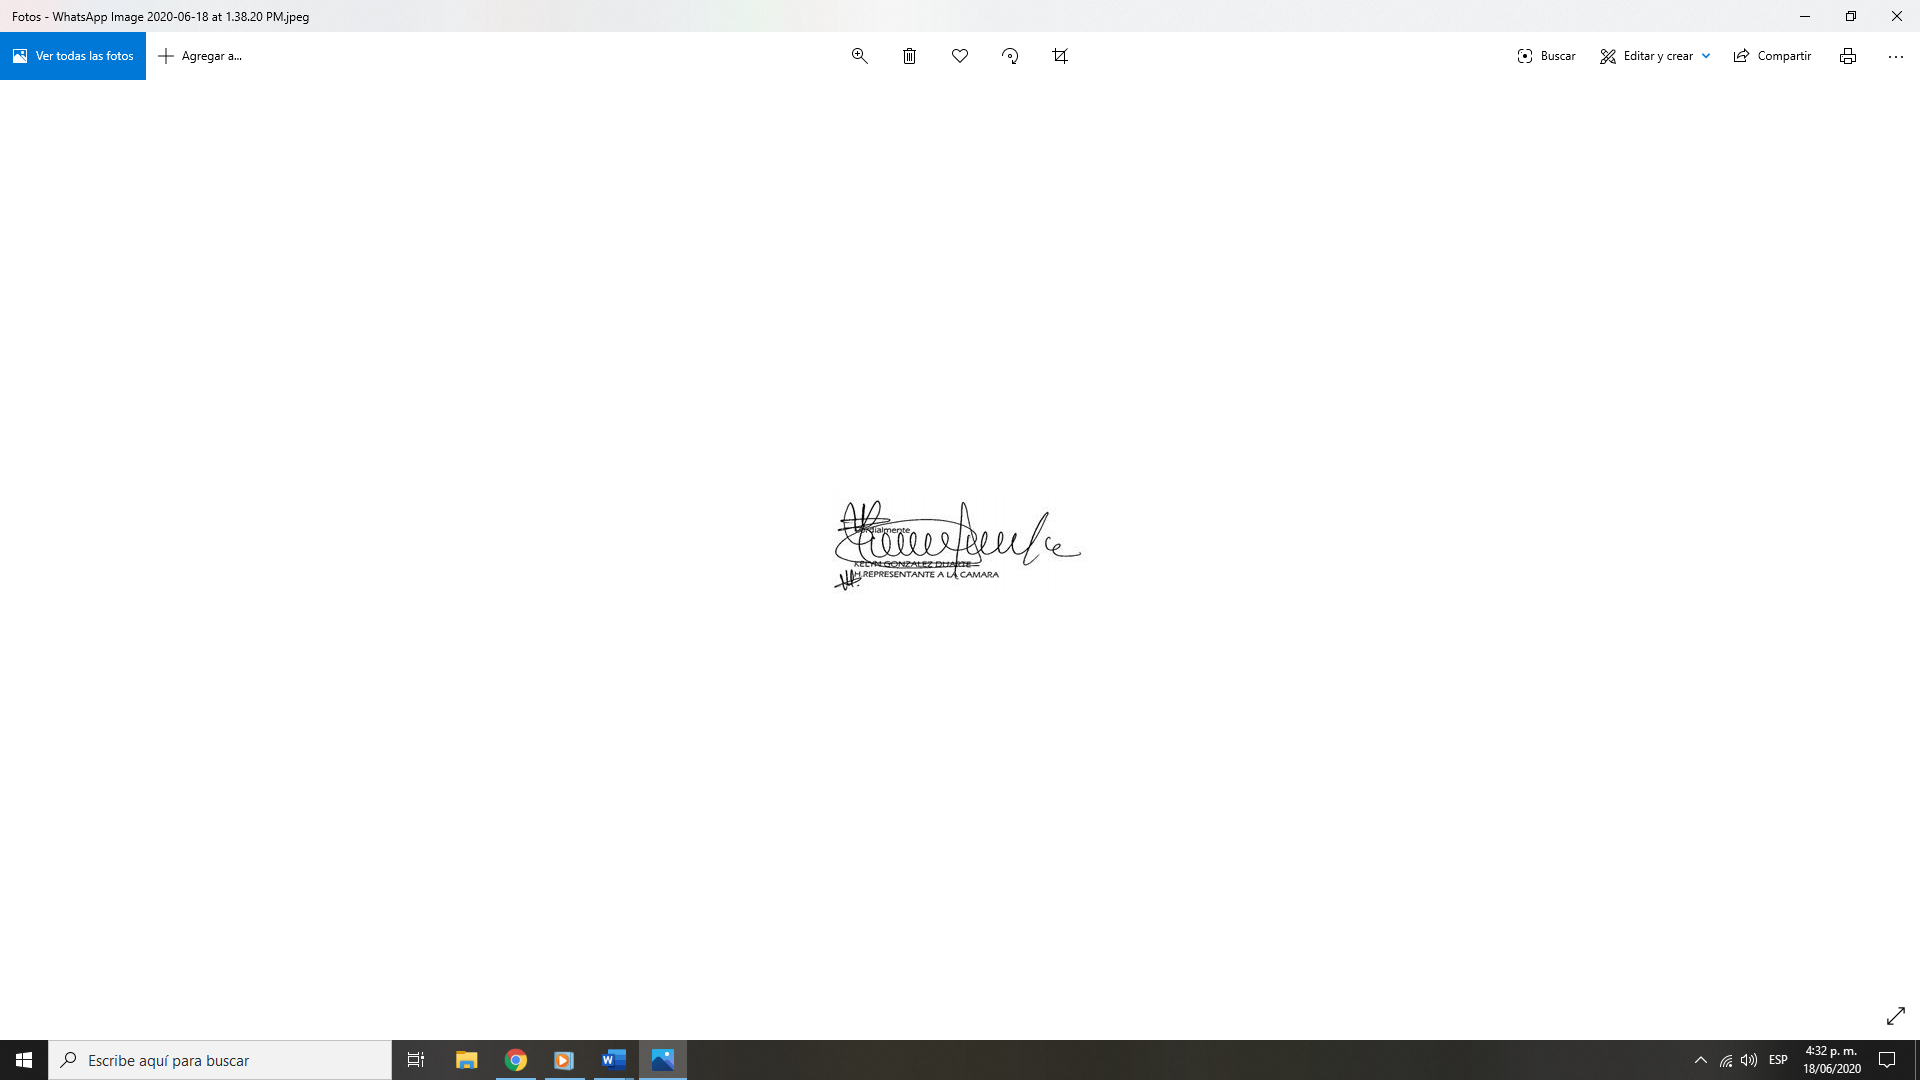 Fotos - WhatsApp Image 2020-06-18 at 1.38.20 PM.jpeg
Ver todas las fotos
Agregar a...
Buscar
Editar y crear
Compartir
Cordialmente
KELYN GONZALEZ DUARTE
H.REPRESENTANTE A LA CAMARA
Escribe aquí para buscar
ESP
4:32 p. m.
18/06/2020